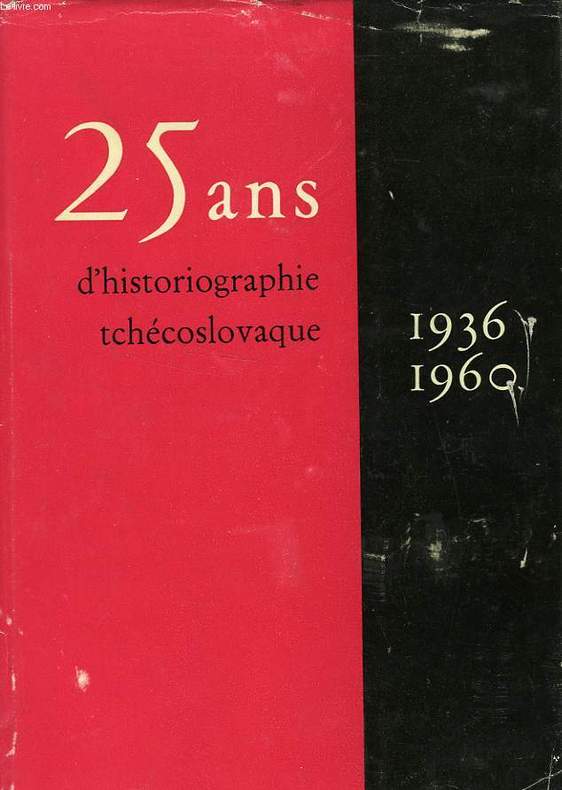 25 ans
d'historiographie
tchécoslovaque
1936
1960